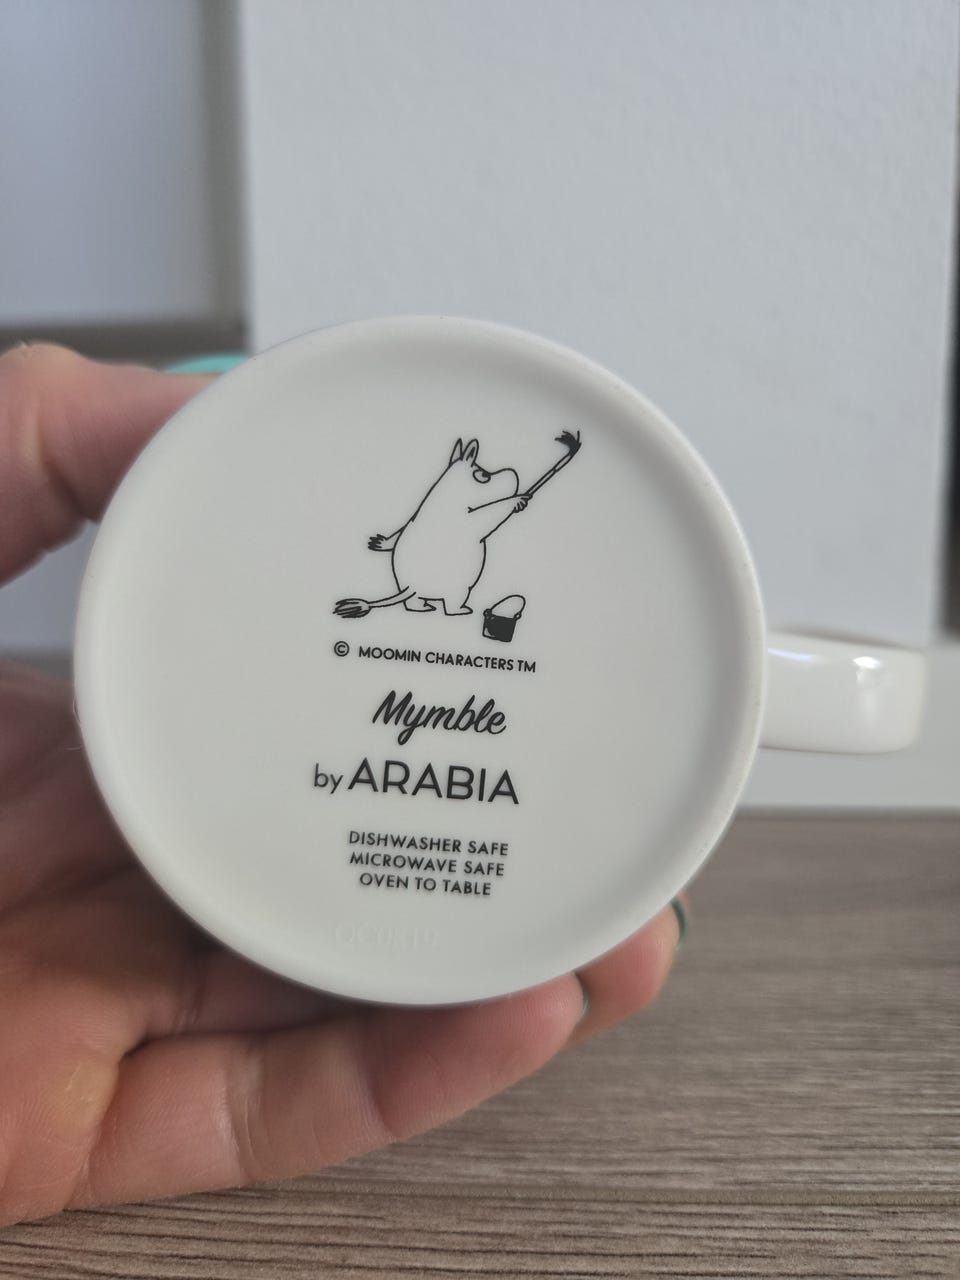 © MOOMIN CHARACTERS TM
Mymble
by ARABIA
DISHWASHER SAFE
MICROWAVE SAFE
OVEN TO TABLE